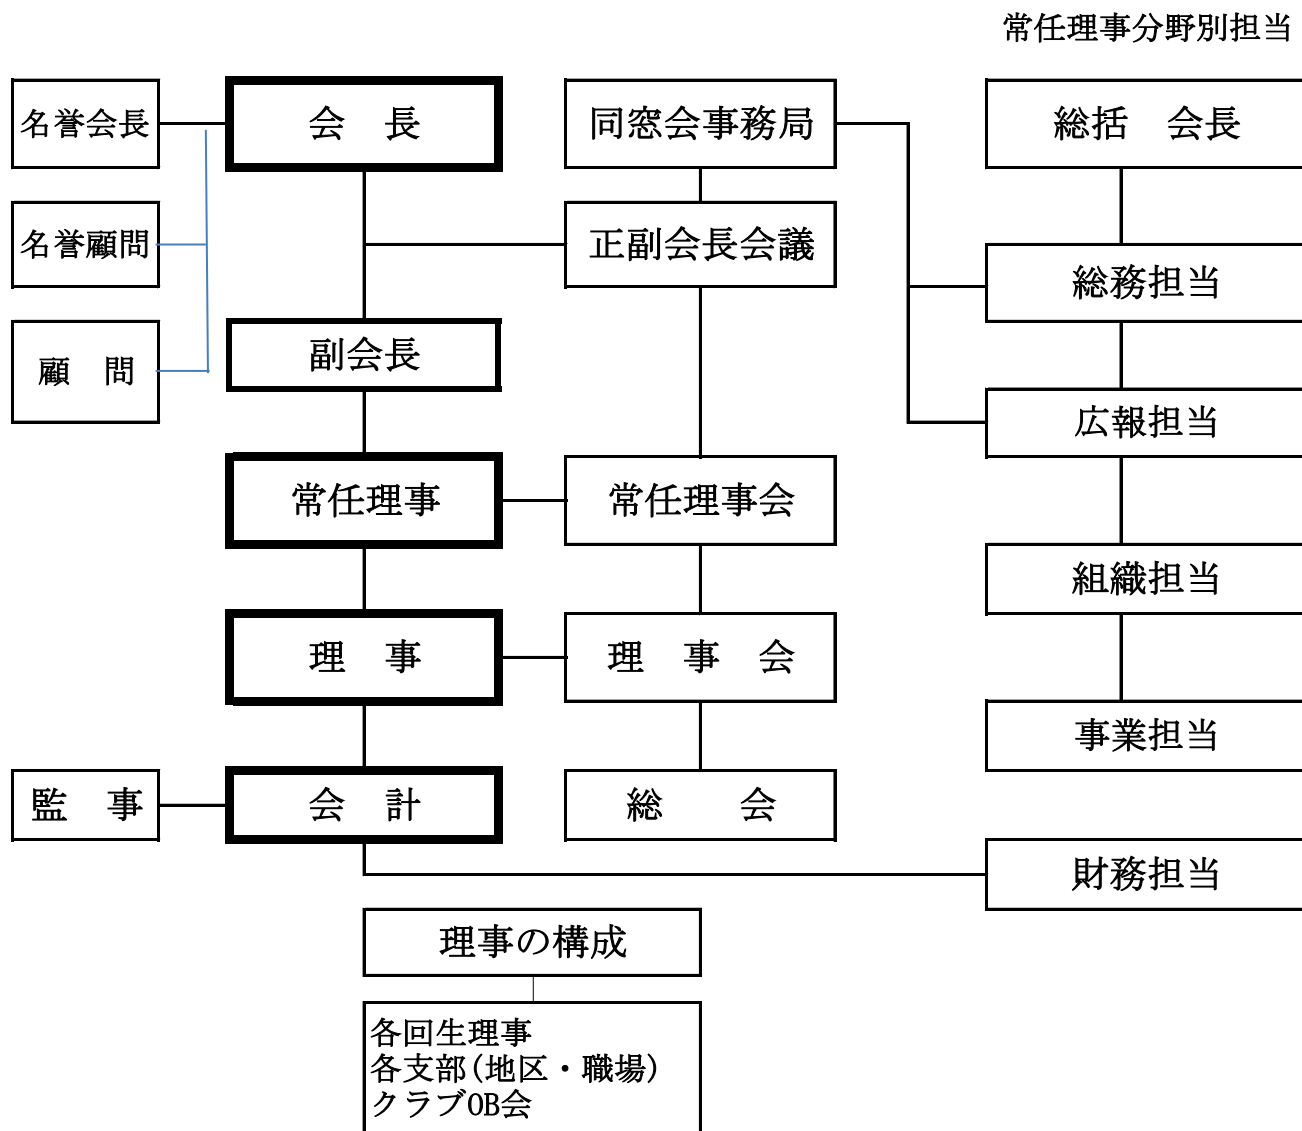 常任理事分野別担当
名誉会長
会　長
同窓会事務局
総括　会長
名誉顧問
正副会長会議
総務担当
顧　問
副会長
広報担当
常任理事
常任理事会
組織担当
理　事
理　事　会
事業担当
監　事
会　計
総　　会
財務担当
理事の構成
各回生理事
各支部(地区・職場)
クラブOB会